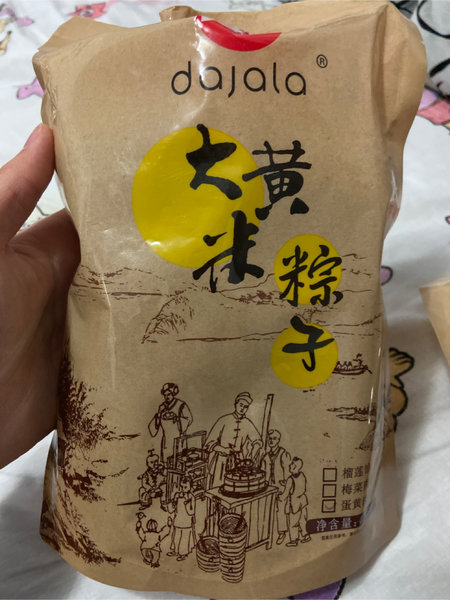 dajala®
大黄米
粽子
榴莲
梅菜
蛋黄
净含量: